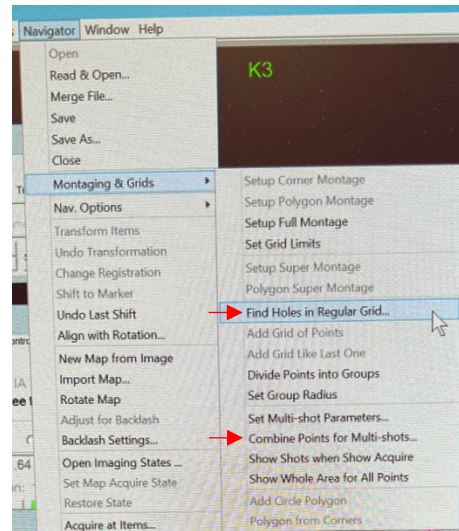 Navigator Window Help
K3
Open
Read & Open...
Merge File...
Save
Save As...
Close
Montaging & Grids
Nav. Options
Transform Items
Undo Transformation
Change Registration
Shift to Marker
Undo Last Shift
Align with Rotation...
New Map from Image
Import Map...
Rotate Map
Adjust for Backlash
Backlash Settings...
Open Imaging States ...
Set Map Acquire State
Restore State
Acquire at Items...
Setup Corner Montage
Setup Polygon Montage
Setup Full Montage
Set Grid Limits
Setup Super Montage
Polygon Super Montage
Find Holes in Regular Grid...
Add Grid of Points
Add Grid Like Last One
Divide Points into Groups
Set Group Radius
Set Multi-shot Parameters...
Combine Points for Multi-shots...
Show Shots when Show Acquire
Show Whole Area for All Points
Add Circle Polygon
Polygon from Corners
.64